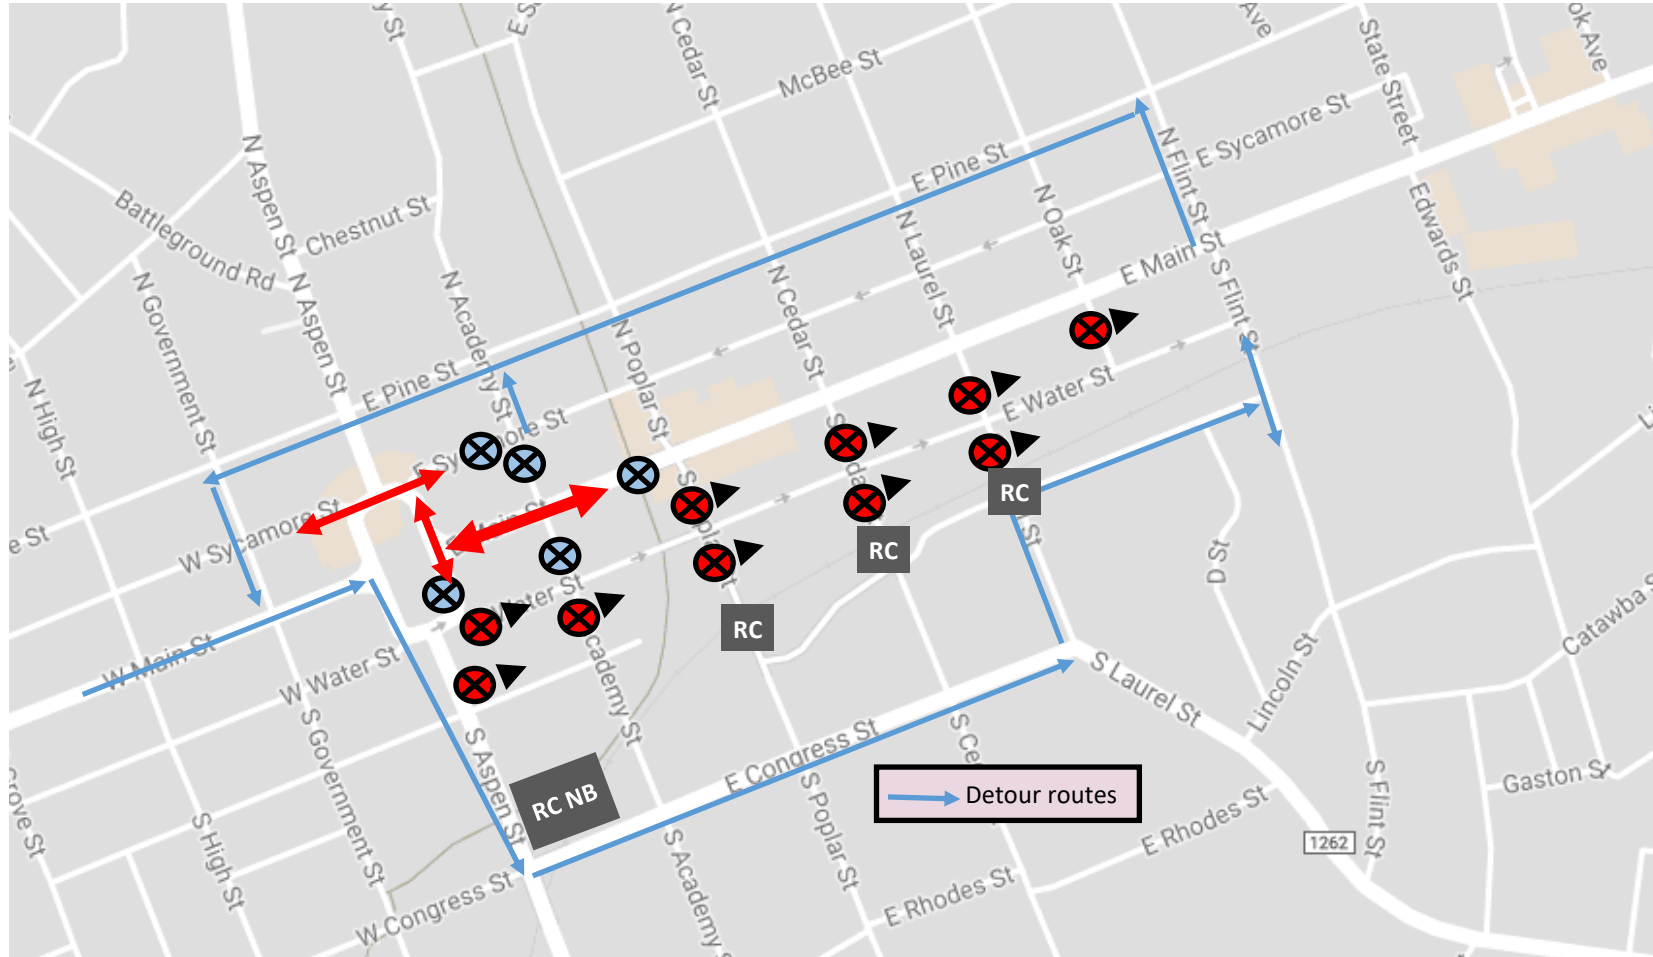 N Cedar St
McBee St
State Street
N Aspen St
N Flint St
E Sycamore St
E Pine St
Battleground Rd
Chestnut St
N Oak St
Edwards St
N Laurel St
E Main St
S Flint St
N Government St
N Aspen St
N Academy St
N Cedar St
N Poplar St
E Pine St
N High St
E Water St
W Sycamore St
RC
RC
D St
RC
W Main St
W Water St
Lincoln St
S Laurel St
S Government St
S Aspen St
E Congress St
S Poplar St
RC NB
Detour routes
S Flint St
Gaston St
S High St
E Rhodes St
1262
S Academy
W Congress St
E Rhodes St